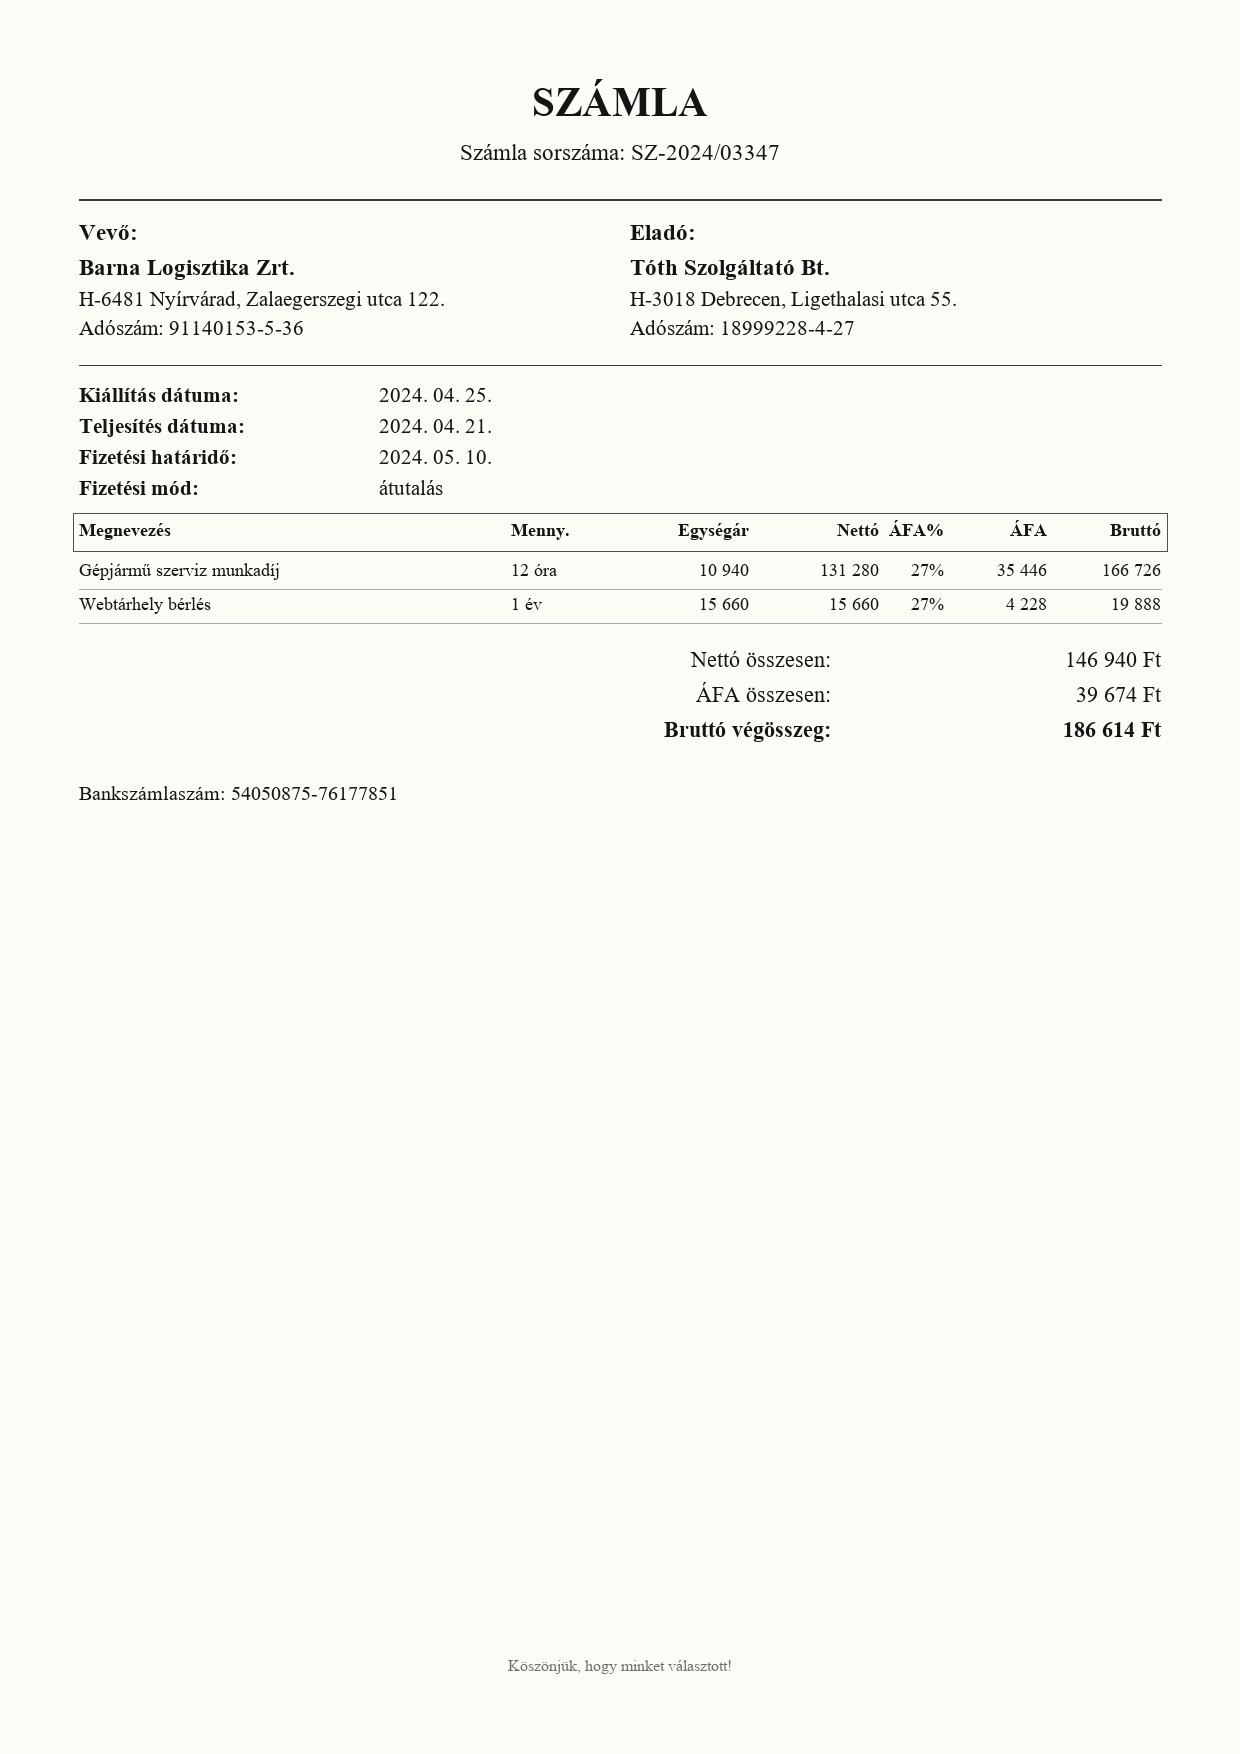 SZÁMLA
Számla sorszáma: SZ-2024/03347
Vevő:
Barna Logisztika Zrt.
H-6481 Nyírvárad, Zalaegerszegi utca 122.
Adószám: 91140153-5-36
Eladó:
Tóth Szolgáltató Bt.
H-3018 Debrecen, Ligethalasi utca 55.
Adószám: 18999228-4-27
Kiállítás dátuma: 2024. 04. 25.
Teljesítés dátuma: 2024. 04. 21.
Fizetési határidő: 2024. 05. 10.
Fizetési mód: átutalás
Megnevezés Menny. Egységár Nettó ÁFA% ÁFA Bruttó
Gépjármű szerviz munkadíj 12 óra 10 940 131 280 27% 35 446 166 726
Webtárhely bérlés 1 év 15 660 15 660 27% 4 228 19 888
Nettó összesen: 146 940 Ft
ÁFA összesen: 39 674 Ft
Bruttó végösszeg: 186 614 Ft
Bankszámlaszám: 54050875-76177851
Köszönjük, hogy minket választott!